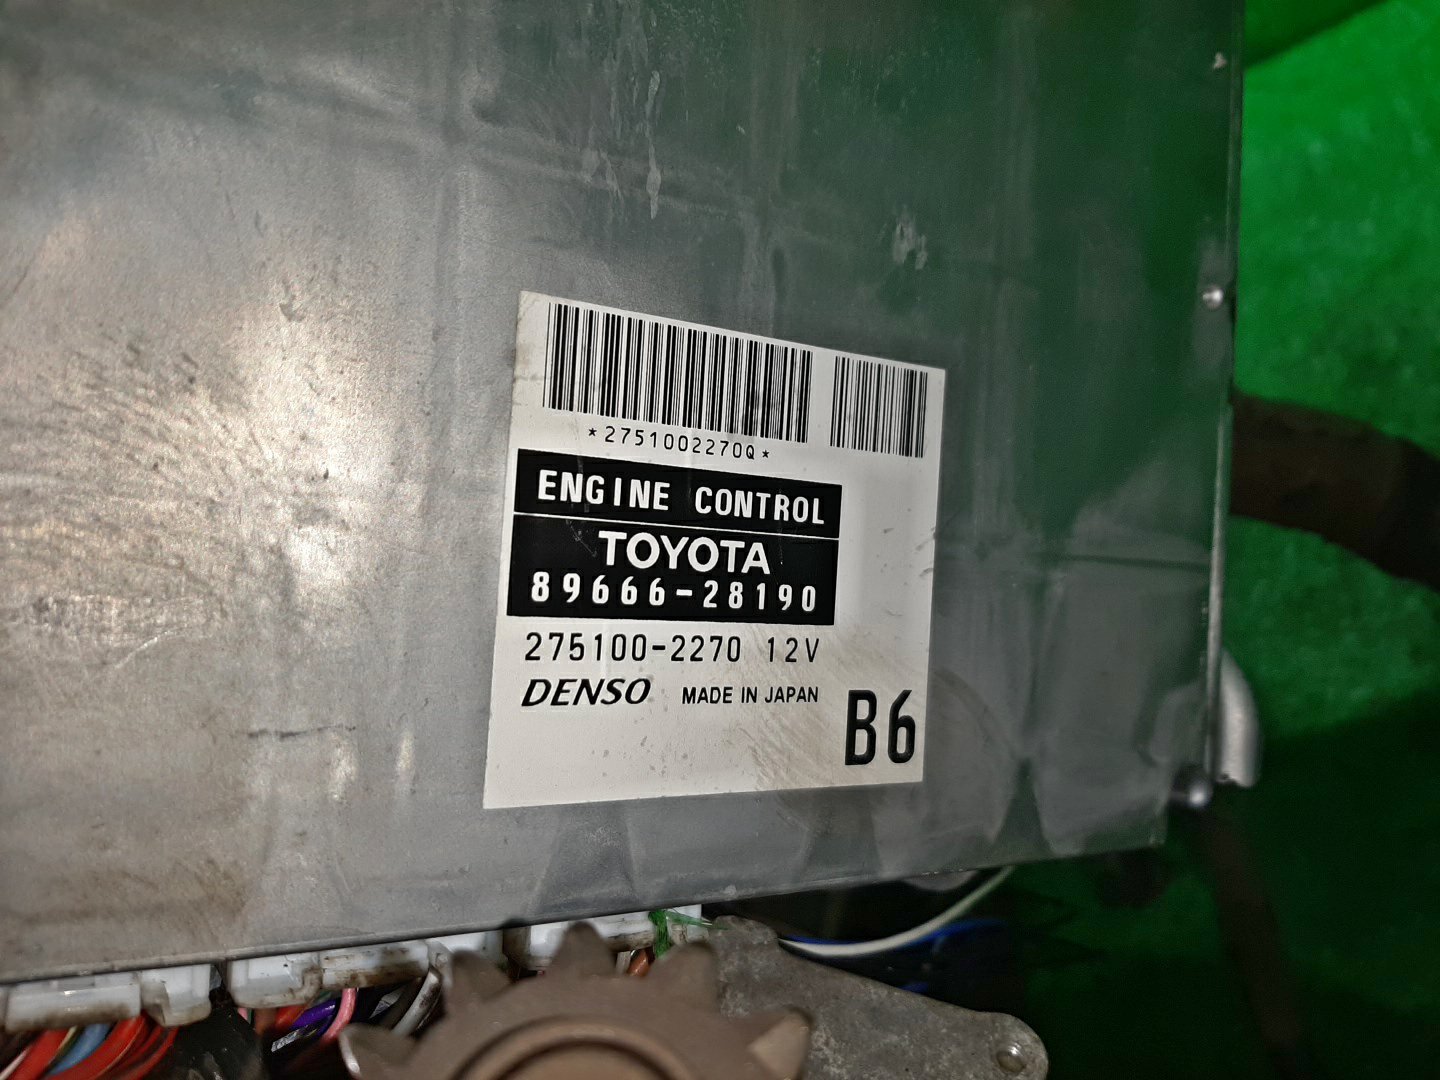 *2751002270Q*
ENGINE CONTROL
TOYOTA
89666-28190
275100-2270 12V
DENSO MADE IN JAPAN
B6